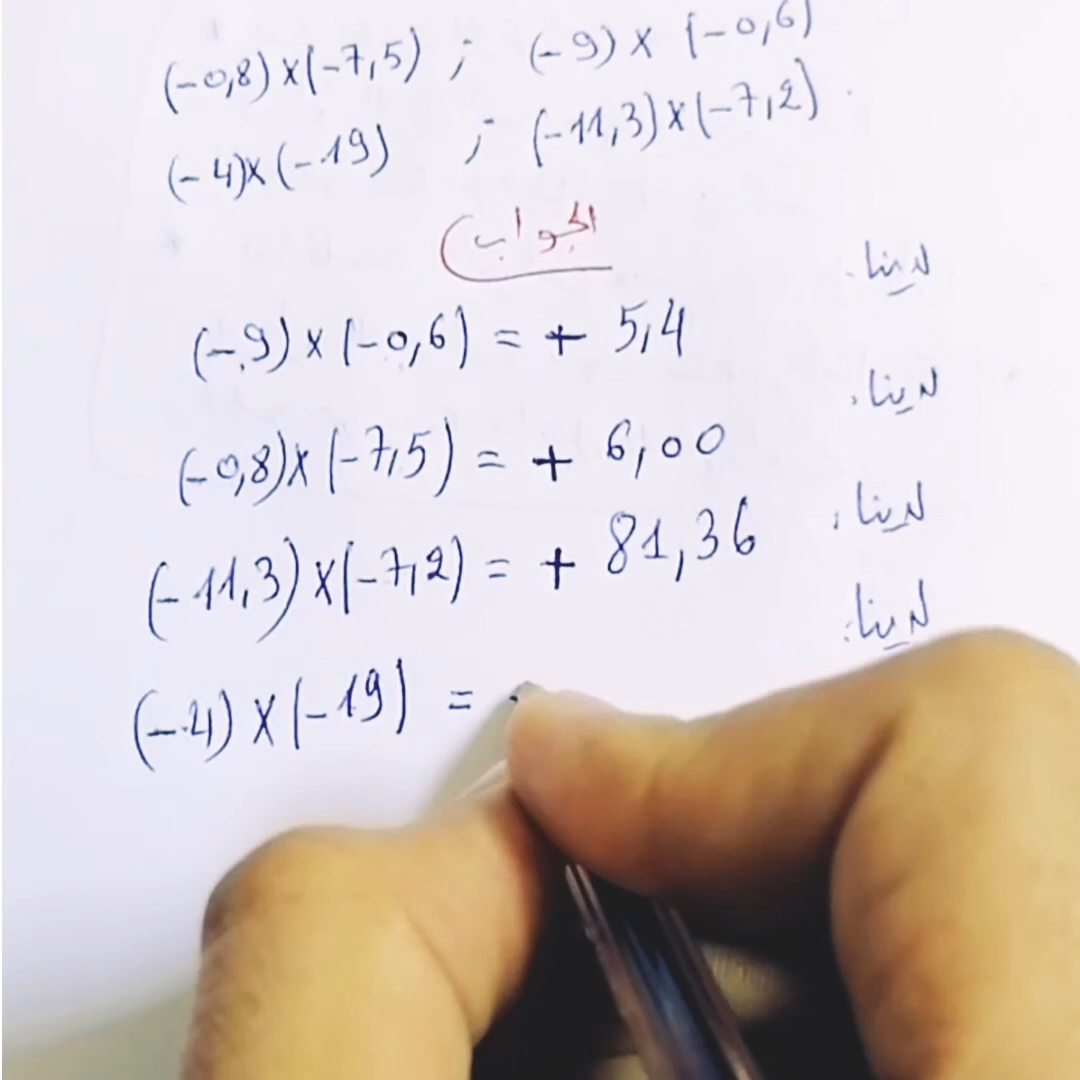 (-0,8)×(-7,5) ; (-9) × (-0,6)
(-4)×(-19) ; (-11,3)×(-7,2).
الجواب
لدينا: (-9) × (-0,6) = + 5,4
لدينا: (-0,8)× (-7,5) = + 6,00
لدينا: (-11,3) ×(-7,2) = + 81,36
لدينا: (-4) × (-19) =